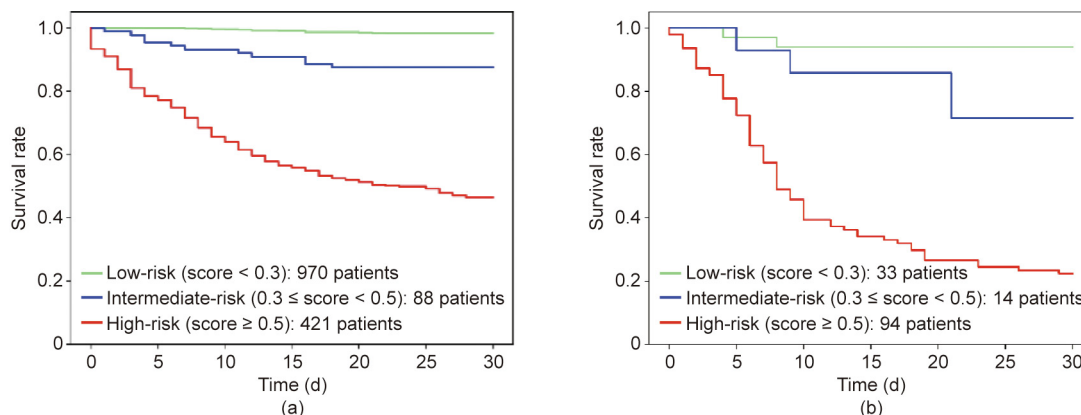 1.0
0.8
0.6
0.4
0.2
0
Survival rate
Low-risk (score < 0.3): 970 patients
Intermediate-risk (0.3 ≤ score < 0.5): 88 patients
High-risk (score ≥ 0.5): 421 patients
0 5 10 15 20 25 30
Time (d)
(a)
1.0
0.8
0.6
0.4
0.2
0
Survival rate
Low-risk (score < 0.3): 33 patients
Intermediate-risk (0.3 ≤ score < 0.5): 14 patients
High-risk (score ≥ 0.5): 94 patients
0 5 10 15 20 25 30
Time (d)
(b)